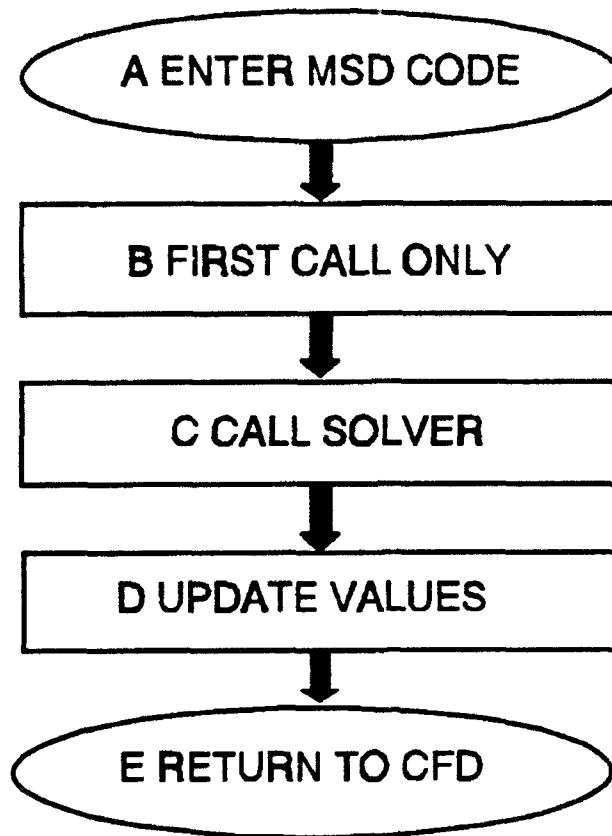 A ENTER MSD CODE
B FIRST CALL ONLY
C CALL SOLVER
D UPDATE VALUES
E RETURN TO CFD